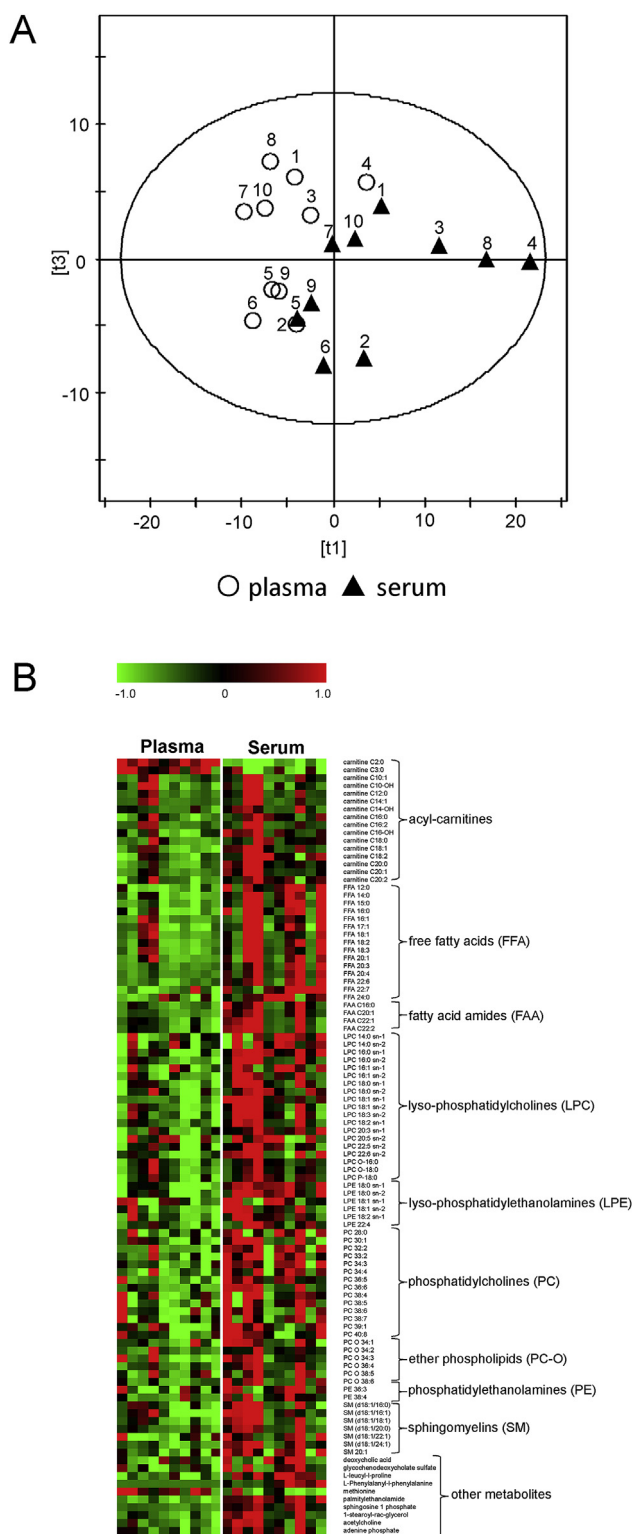 A
10
0
-10
[t3]
8
1
4
7
10
3
1
7
10
3
8
4
5
9
6
2
5
9
6
2
-20
-10
0
10
20
[t1]
plasma
serum
B
-1.0
0
1.0
Plasma
Serum
carnitine C2:0
carnitine C3:0
carnitine C10:1
carnitine C10-OH
carnitine C12:0
carnitine C14:1
carnitine C14-OH
carnitine C16:0
carnitine C16:2
carnitine C16-OH
carnitine C18:0
carnitine C18:1
carnitine C18:2
carnitine C20:0
carnitine C20:1
carnitine C20:2
acyl-carnitines
FFA 12:0
FFA 14:0
FFA 15:0
FFA 16:0
FFA 16:1
FFA 17:1
FFA 18:1
FFA 18:2
FFA 18:3
FFA 20:1
FFA 20:3
FFA 20:4
FFA 22:6
FFA 22:7
FFA 24:0
free fatty acids (FFA)
FAA C16:0
FAA C20:1
FAA C22:1
FAA C22:2
fatty acid amides (FAA)
LPC 14:0 sn-1
LPC 14:0 sn-2
LPC 16:0 sn-1
LPC 16:0 sn-2
LPC 16:1 sn-1
LPC 16:1 sn-2
LPC 18:0 sn-1
LPC 18:0 sn-2
LPC 18:1 sn-1
LPC 18:1 sn-2
LPC 18:3 sn-2
LPC 18:2 sn-1
LPC 20:3 sn-1
LPC 20:5 sn-2
LPC 22:5 sn-2
LPC 22:6 sn-2
LPC O-16:0
LPC O-18:0
LPC P-18:0
lyso-phosphatidylcholines (LPC)
LPE 18:0 sn-1
LPE 18:0 sn-2
LPE 18:1 sn-1
LPE 18:1 sn-2
LPE 18:2 sn-1
LPE 22:4
lyso-phosphatidylethanolamines (LPE)
PC 28:0
PC 30:1
PC 32:2
PC 33:2
PC 34:3
PC 34:4
PC 36:5
PC 36:6
PC 38:4
PC 38:5
PC 38:6
PC 38:7
PC 39:1
PC 40:8
phosphatidylcholines (PC)
PC O 34:1
PC O 34:2
PC O 34:3
PC O 36:4
PC O 38:5
PC O 38:6
ether phospholipids (PC-O)
PE 36:3
PE 38:4
phosphatidylethanolamines (PE)
SM (d18:1/16:0)
SM (d18:1/16:1)
SM (d18:1/18:1)
SM (d18:1/20:0)
SM (d18:1/22:1)
SM (d18:1/24:1)
SM 20:1
sphingomyelins (SM)
deoxycholic acid
glycochenodeoxycholate sulfate
L-leucyl-l-proline
L-Phenylalanyl-l-phenylalanine
methionine
palmitylethanolamide
sphingosine 1 phosphate
1-stearoyl-rac-glycerol
acetylcholine
adenine phosphate
other metabolites